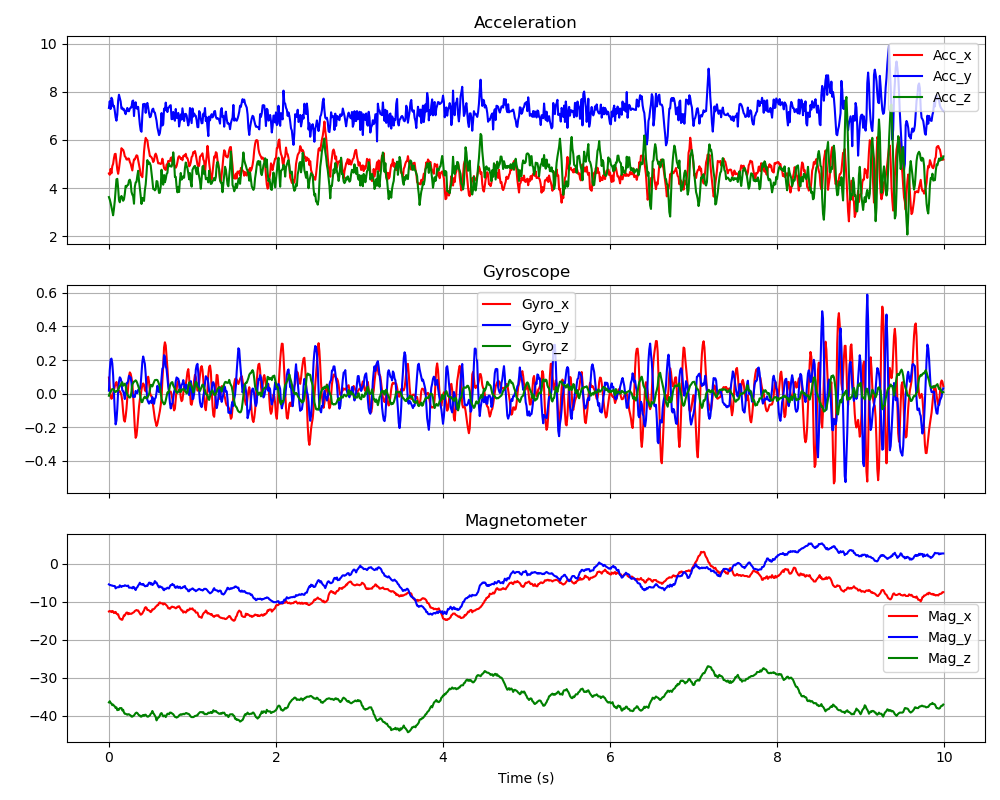 Acceleration
10
8
6
4
2
Acc_x
Acc_y
Acc_z
Gyroscope
0.6
0.4
0.2
0.0
−0.2
−0.4
Gyro_x
Gyro_y
Gyro_z
Magnetometer
0
−10
−20
−30
−40
Mag_x
Mag_y
Mag_z
0 2 4 6 8 10
Time (s)